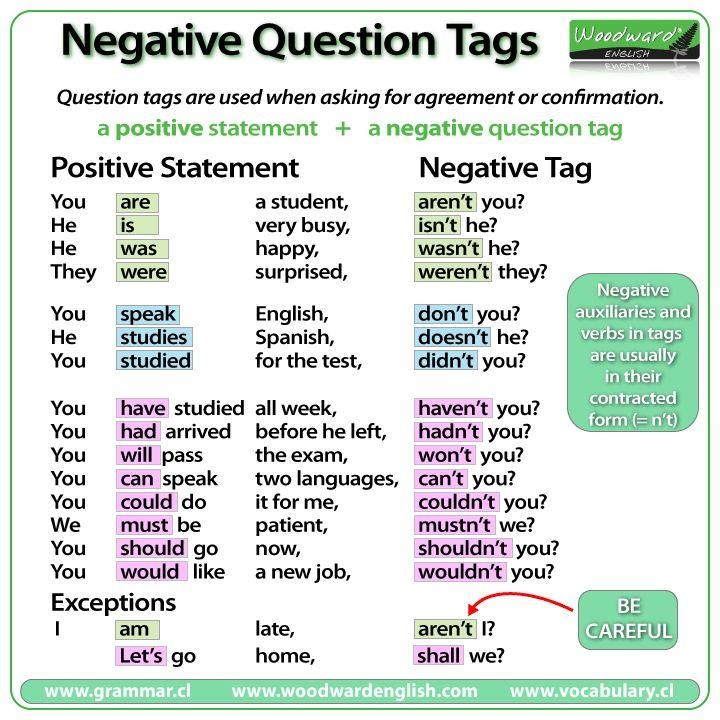 Negative Question Tags
Woodward®
ENGLISH
Question tags are used when asking for agreement or confirmation.
a positive statement + a negative question tag
Positive Statement Negative Tag
You are a student, aren't you?
He is very busy, isn't he?
He was happy, wasn't he?
They were surprised, weren't they?
You speak English, don't you?
He studies Spanish, doesn't he?
You studied for the test, didn't you?
Negative
auxiliaries and
verbs in tags
are usually
in their
contracted
form (= n't)
You have studied all week, haven't you?
You had arrived before he left, hadn't you?
You will pass the exam, won't you?
You can speak two languages, can't you?
You could do it for me, couldn't you?
We must be patient, mustn't we?
You should go now, shouldn't you?
You would like a new job, wouldn't you?
Exceptions
I am late, aren't I?
Let's go home, shall we?
BE
CAREFUL
www.grammar.cl www.woodwardenglish.com www.vocabulary.cl